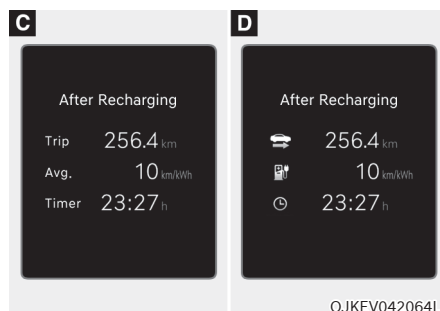 C
After Recharging
Trip 256.4 km
Avg. 10 km/kWh
Timer 23:27 h
D
After Recharging
256.4 km
10 km/kWh
23:27 h
OJKEV042064L